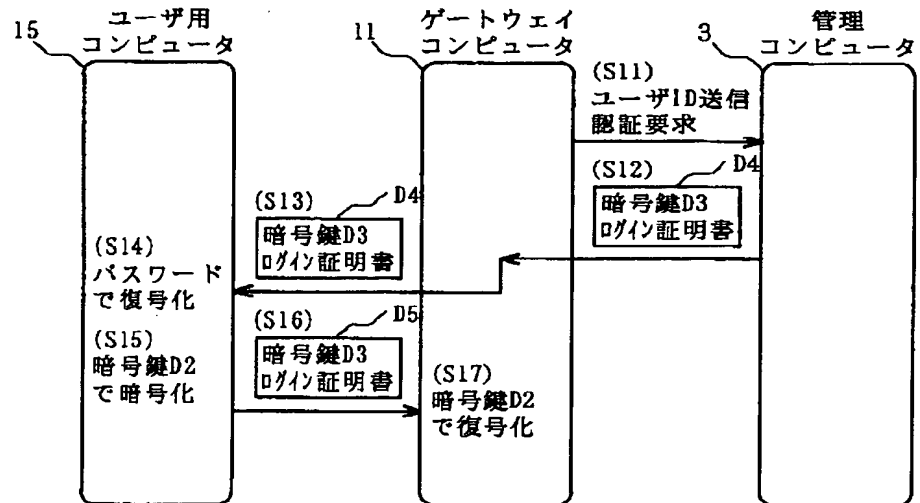 15
ユーザ用
コンピュータ
11
ゲートウェイ
コンピュータ
3
管理
コンピュータ
(S11)
ユーザID送信
認証要求
(S12)
D4
暗号鍵D3
ログイン証明書
(S13)
D4
暗号鍵D3
ログイン証明書
(S14)
パスワード
で復号化
(S15)
暗号鍵D2
で暗号化
(S16)
D5
暗号鍵D3
ログイン証明書
(S17)
暗号鍵D2
で復号化